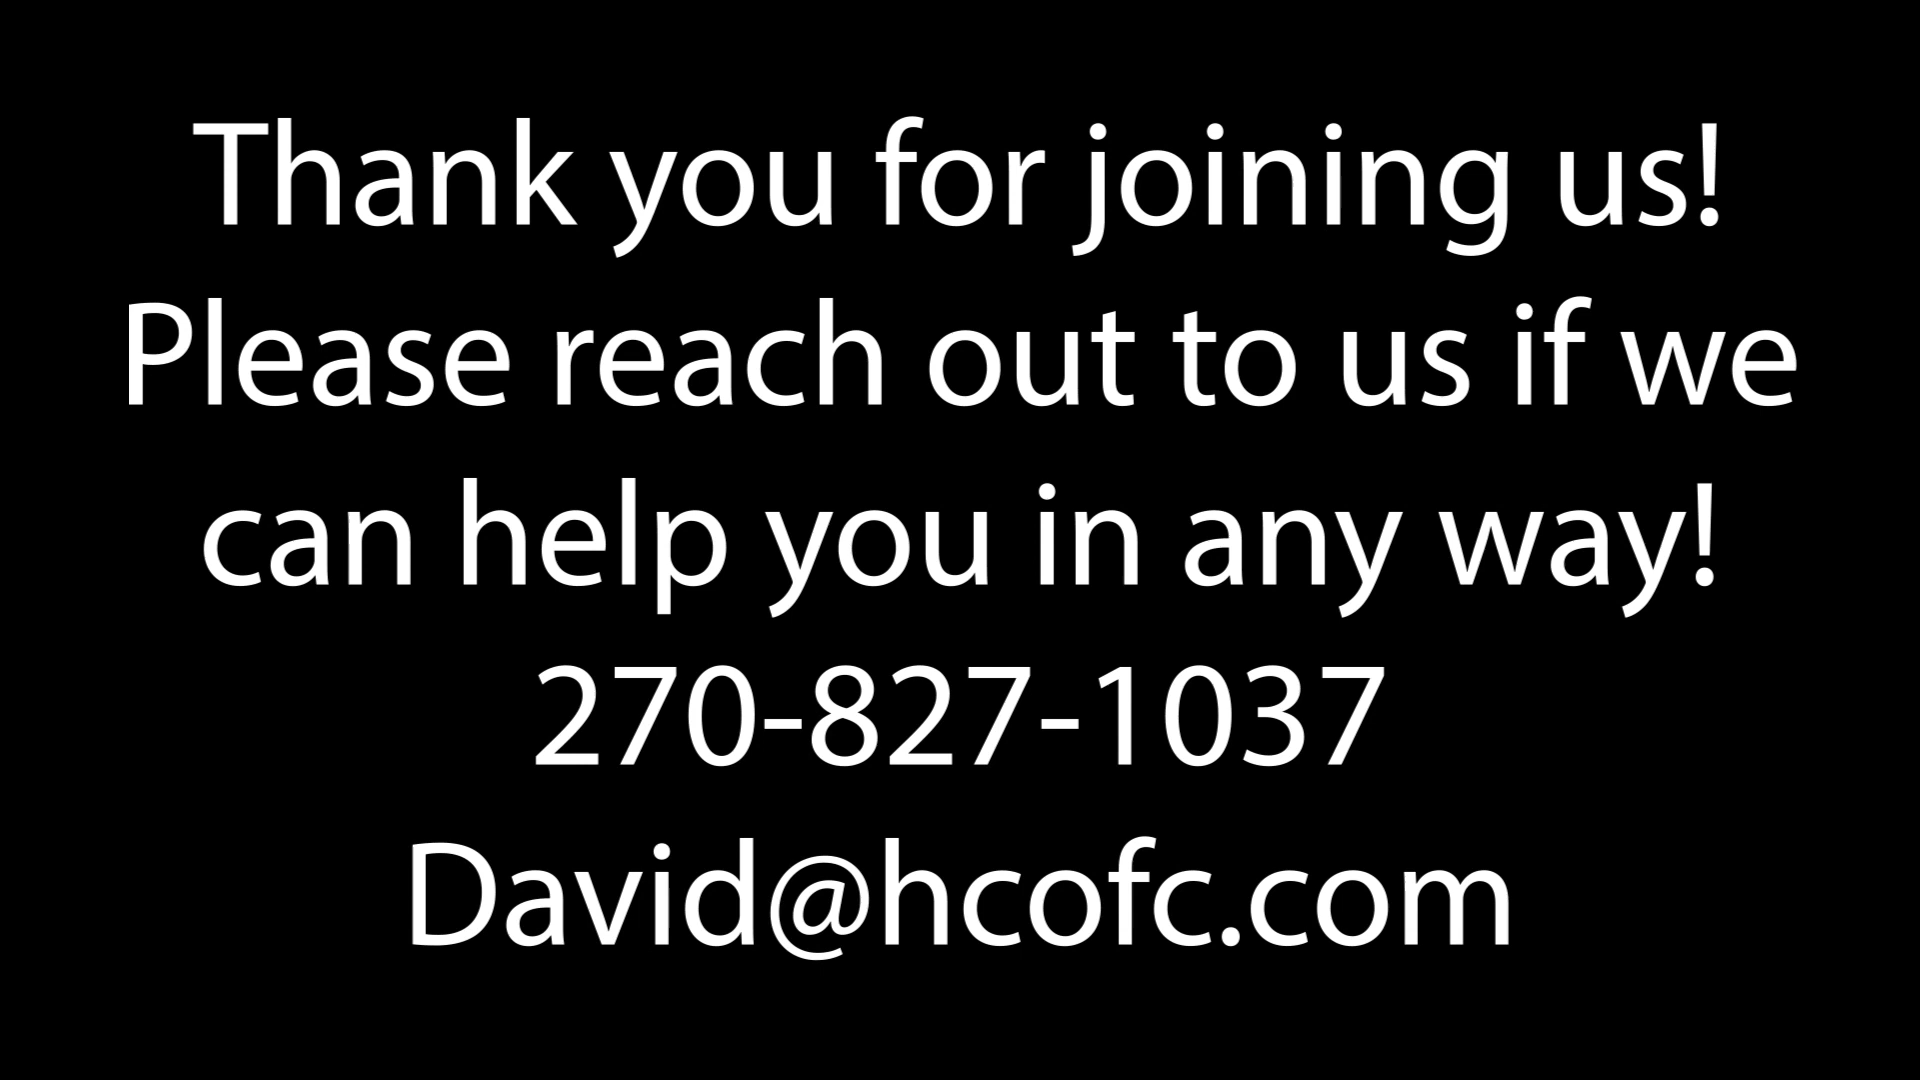 Thank you for joining us!
Please reach out to us if we
can help you in any way!
270-827-1037
David@hcofc.com